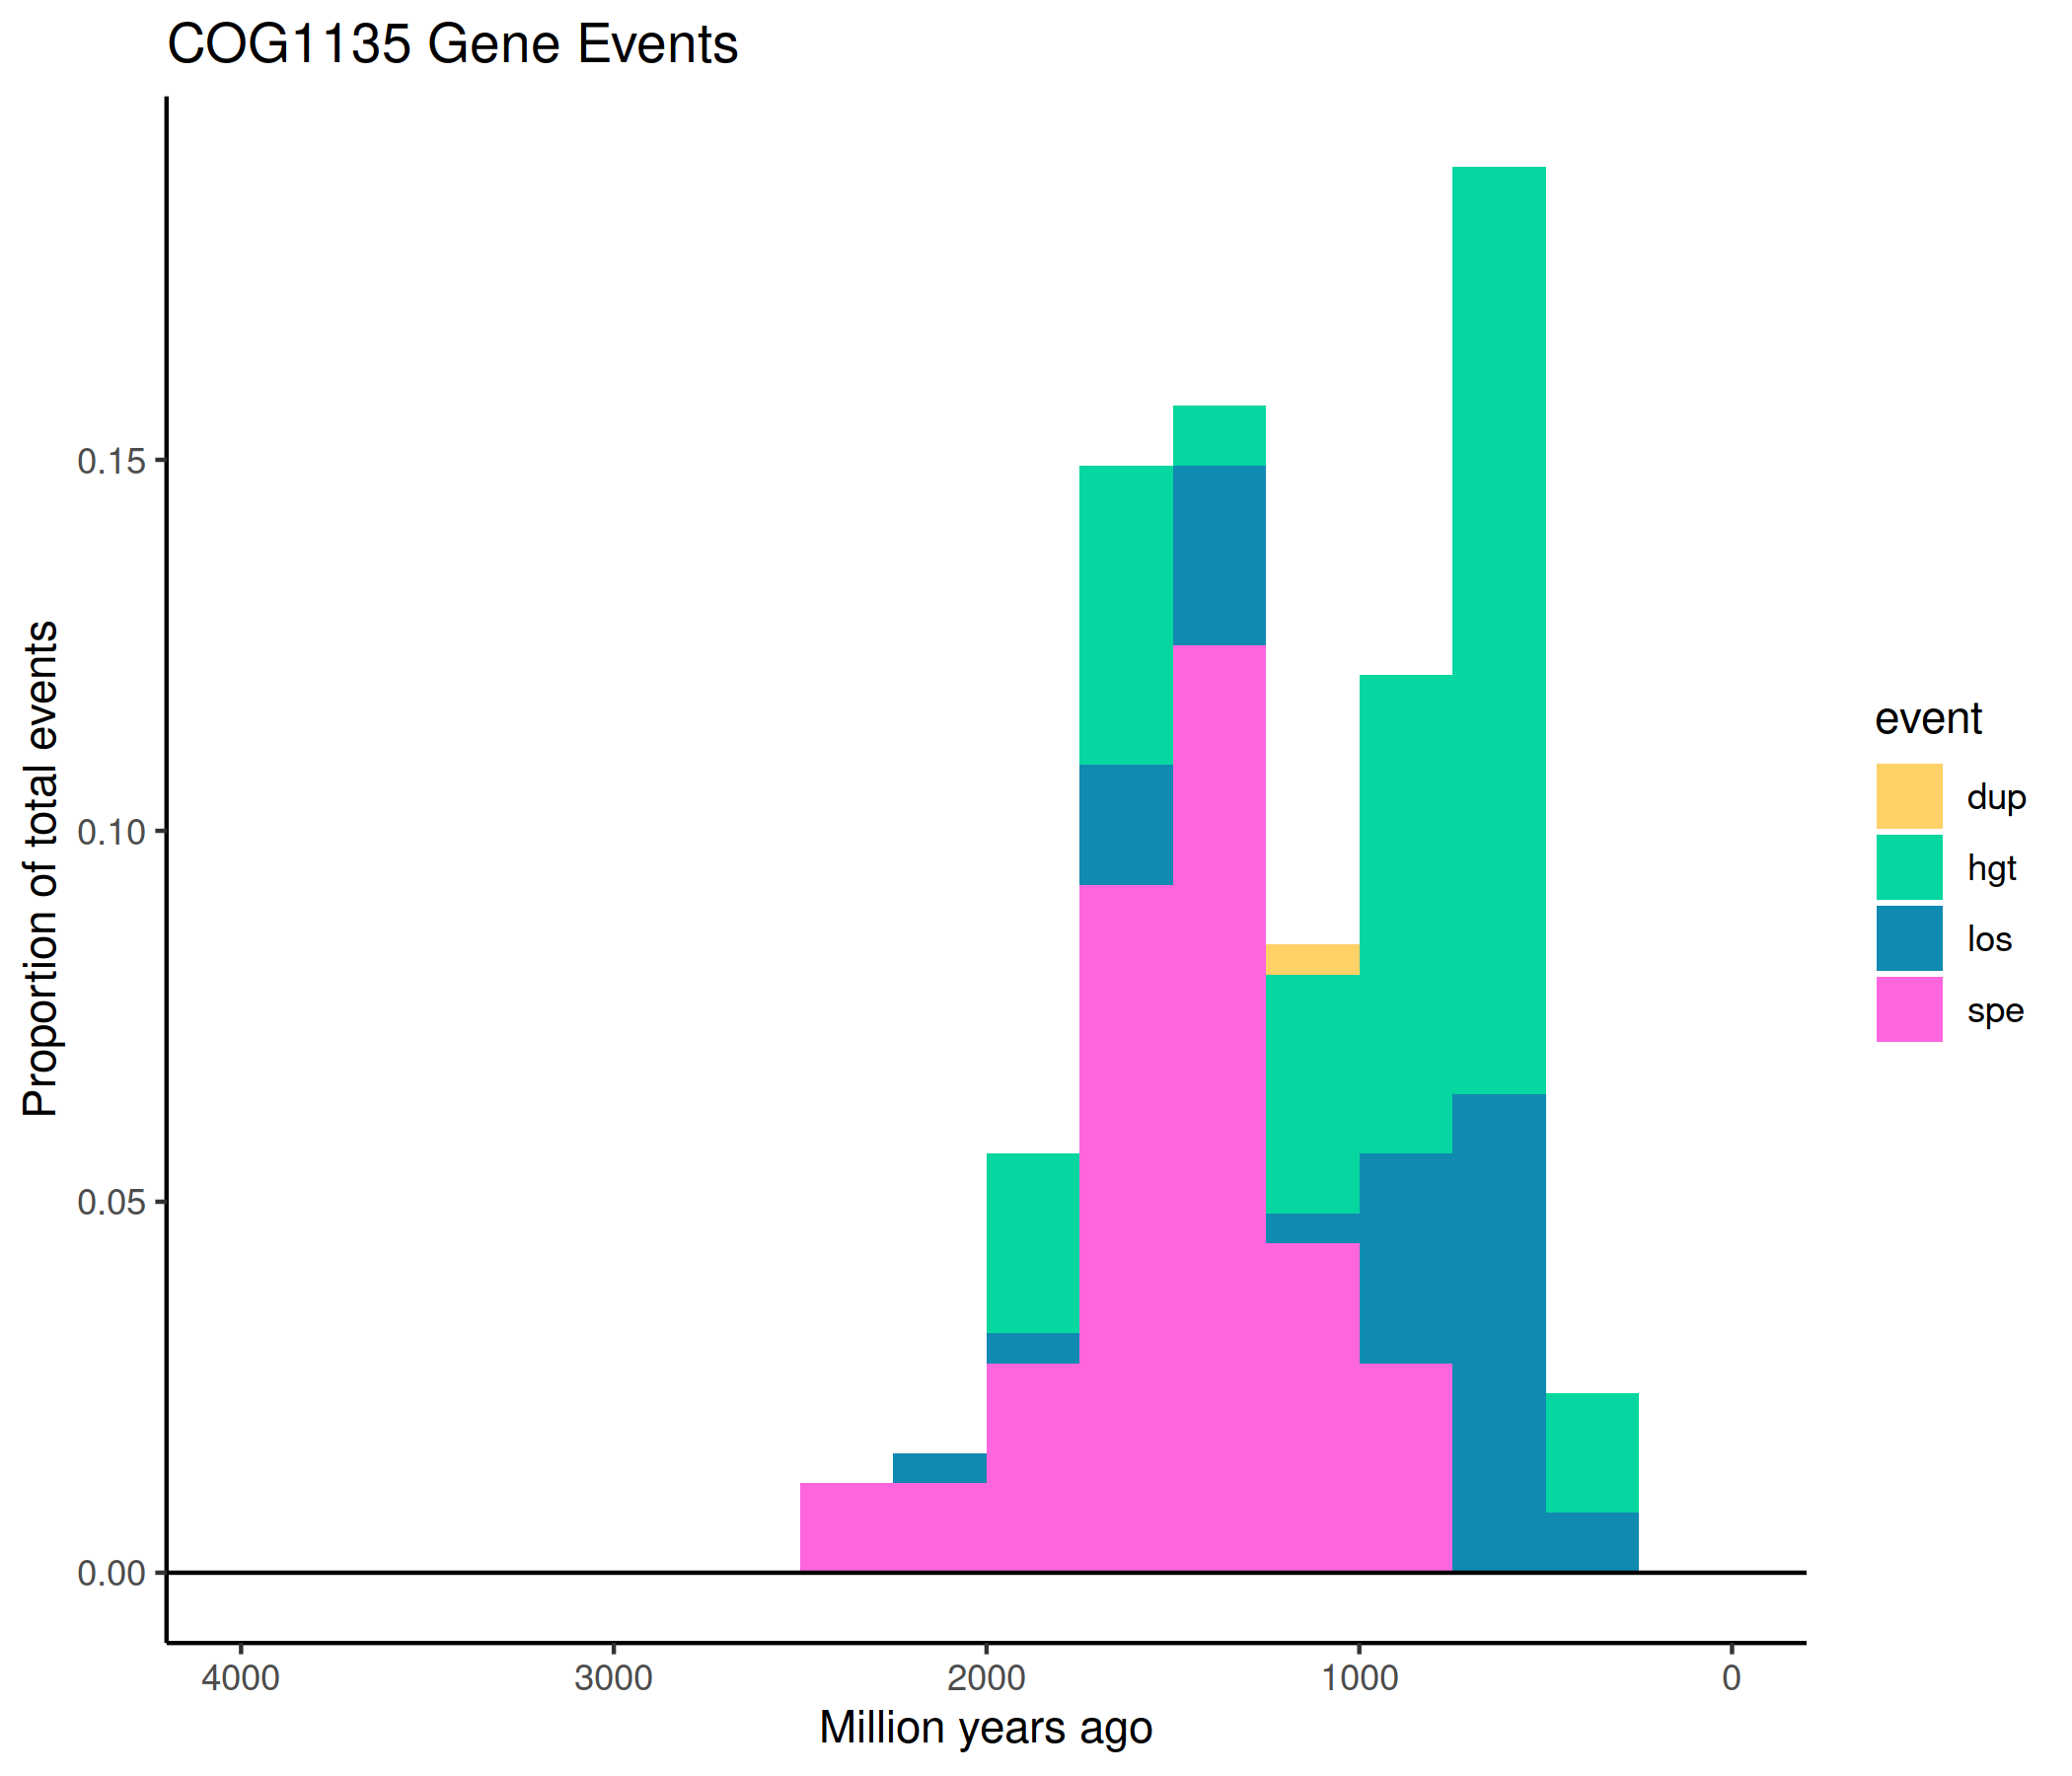 COG1135 Gene Events
Proportion of total events
0.15
0.10
0.05
0.00
4000 3000 2000 1000 0
Million years ago
event
dup
hgt
los
spe